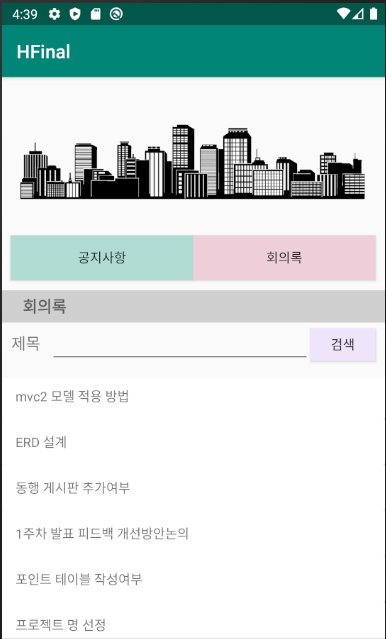 4:39
HFinal
공지사항 회의록
회의록
제목 검색
mvc2 모델 적용 방법
ERD 설계
동행 게시판 추가여부
1주차 발표 피드백 개선방안논의
포인트 테이블 작성여부
프로젝트 명 선정